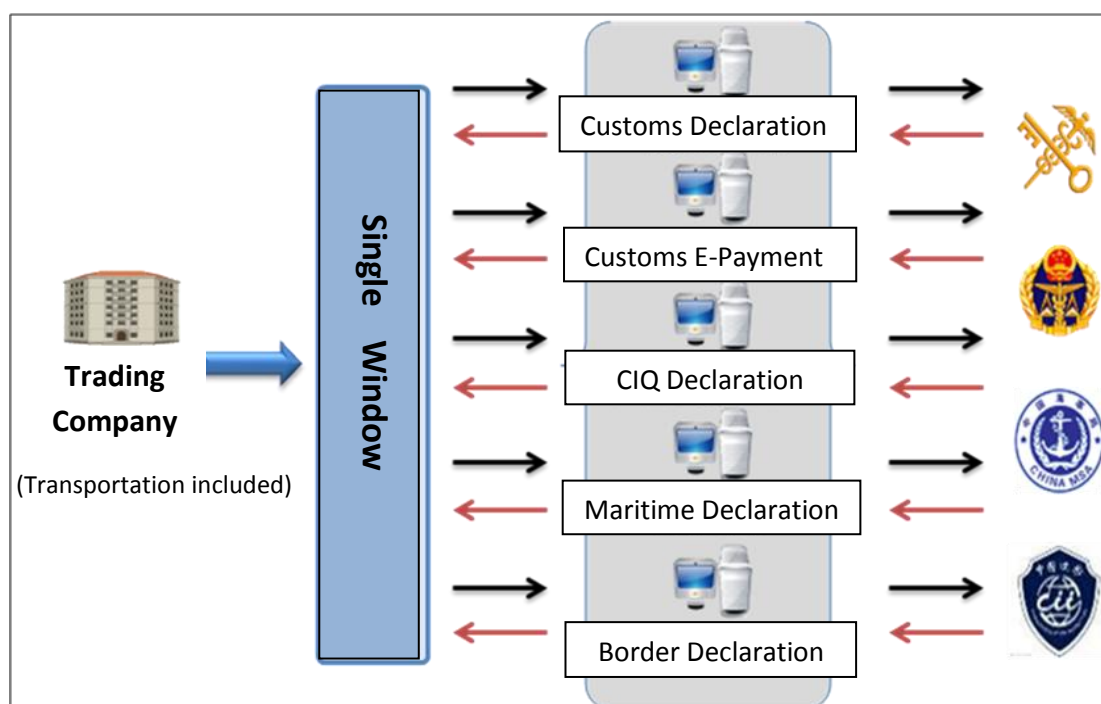 Customs Declaration
Customs E-Payment
Single Window
CIQ Declaration
Trading
Company
(Transportation included)
Maritime Declaration
CHINA MSA
Border Declaration